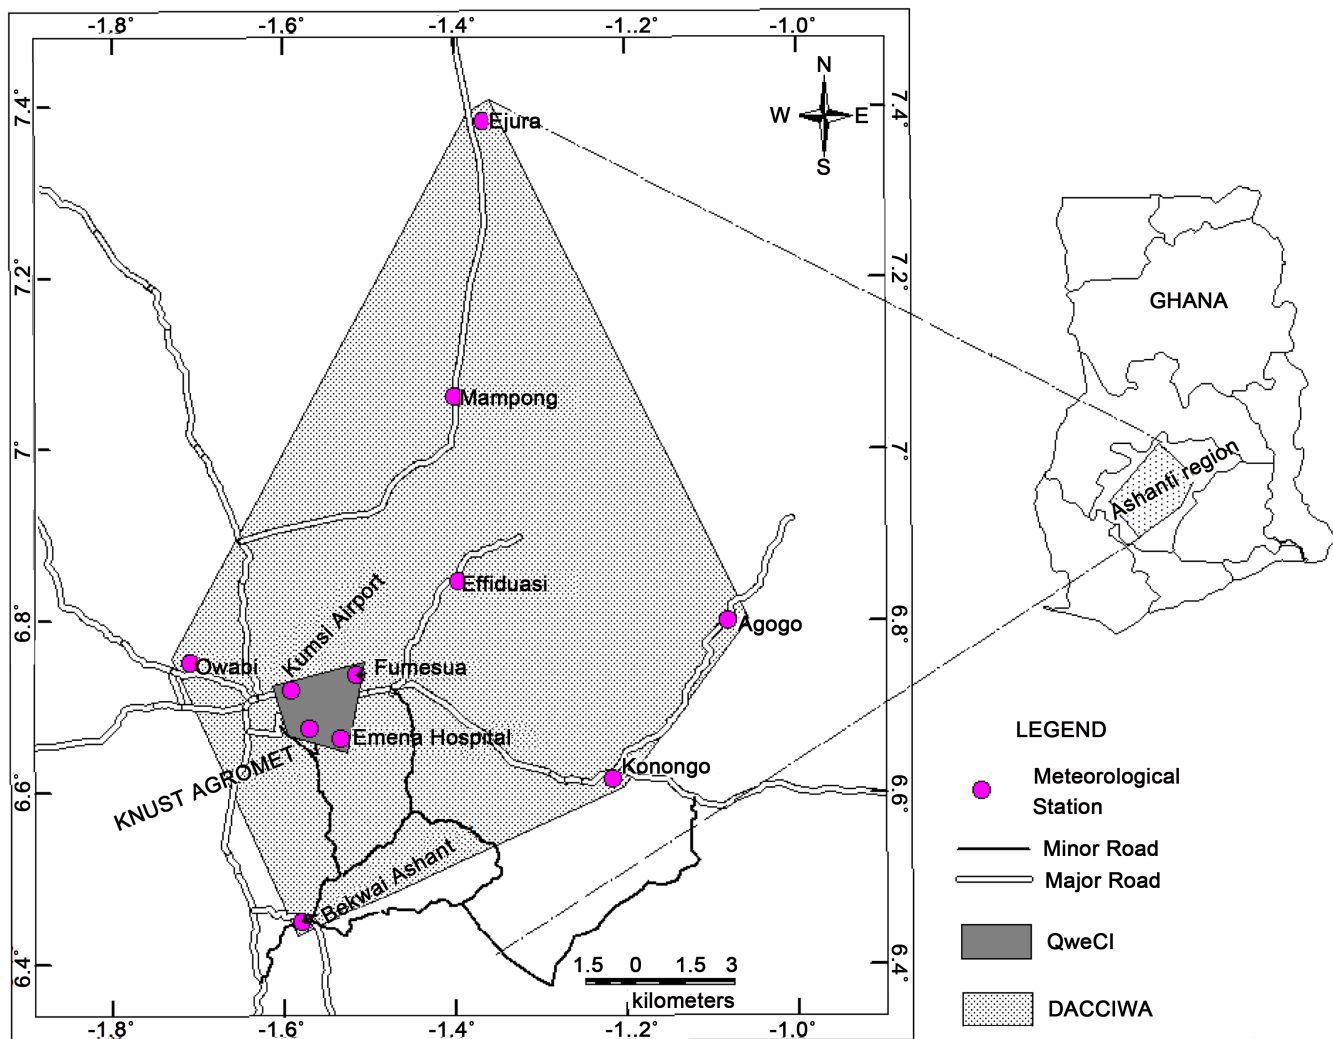 -1.8° -1.6° -1.4° -1..2° -1.0°
N
W E
S
7.4° 7.4°
Ejura
7.2° 7.2°
GHANA
Mampong
7° 7°
Ashanti region
Effiduasi
Kumsi Airport
6.8° 6.8°
Agogo
Owabi
Fumesua
Emena Hospital
KNUST AGROMET
Konongo
6.6° 6.6°
Bekwai Ashant
6.4° 6.4°
1.5 0 1.5 3
kilometers
-1.8° -1.6° -1,4° -1..2° -1.0°
LEGEND
Meteorological
Station
Minor Road
Major Road
QweCI
DACCIWA